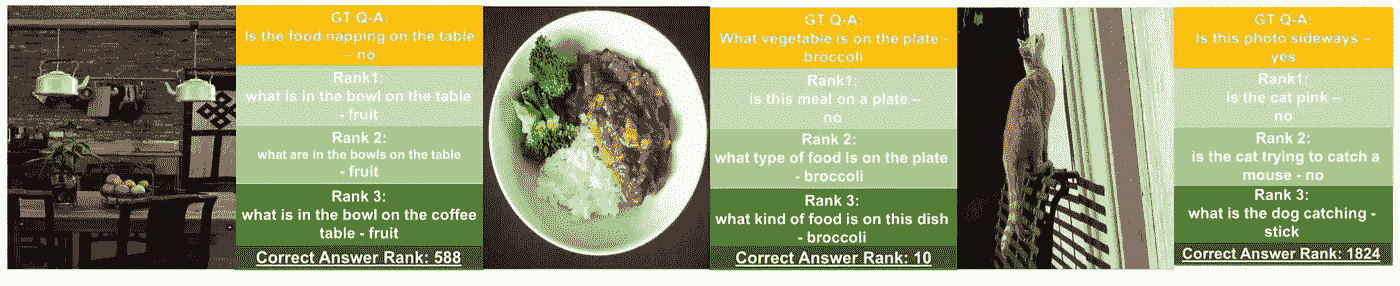 GT Q-A:
Is the food napping on the table
– no
Rank1:
what is in the bowl on the table
- fruit
Rank 2:
what are in the bowls on the table
- fruit
Rank 3:
what is in the bowl on the coffee
table - fruit
Correct Answer Rank: 588
GT Q-A:
What vegetable is on the plate -
broccoli
Rank1:
is this meal on a plate –
no
Rank 2:
what type of food is on the plate
- broccoli
Rank 3:
what kind of food is on this dish
- broccoli
Correct Answer Rank: 10
GT Q-A:
Is this photo sideways –
yes
Rank1:
is the cat pink –
no
Rank 2:
is the cat trying to catch a
mouse - no
Rank 3:
what is the dog catching -
stick
Correct Answer Rank: 1824